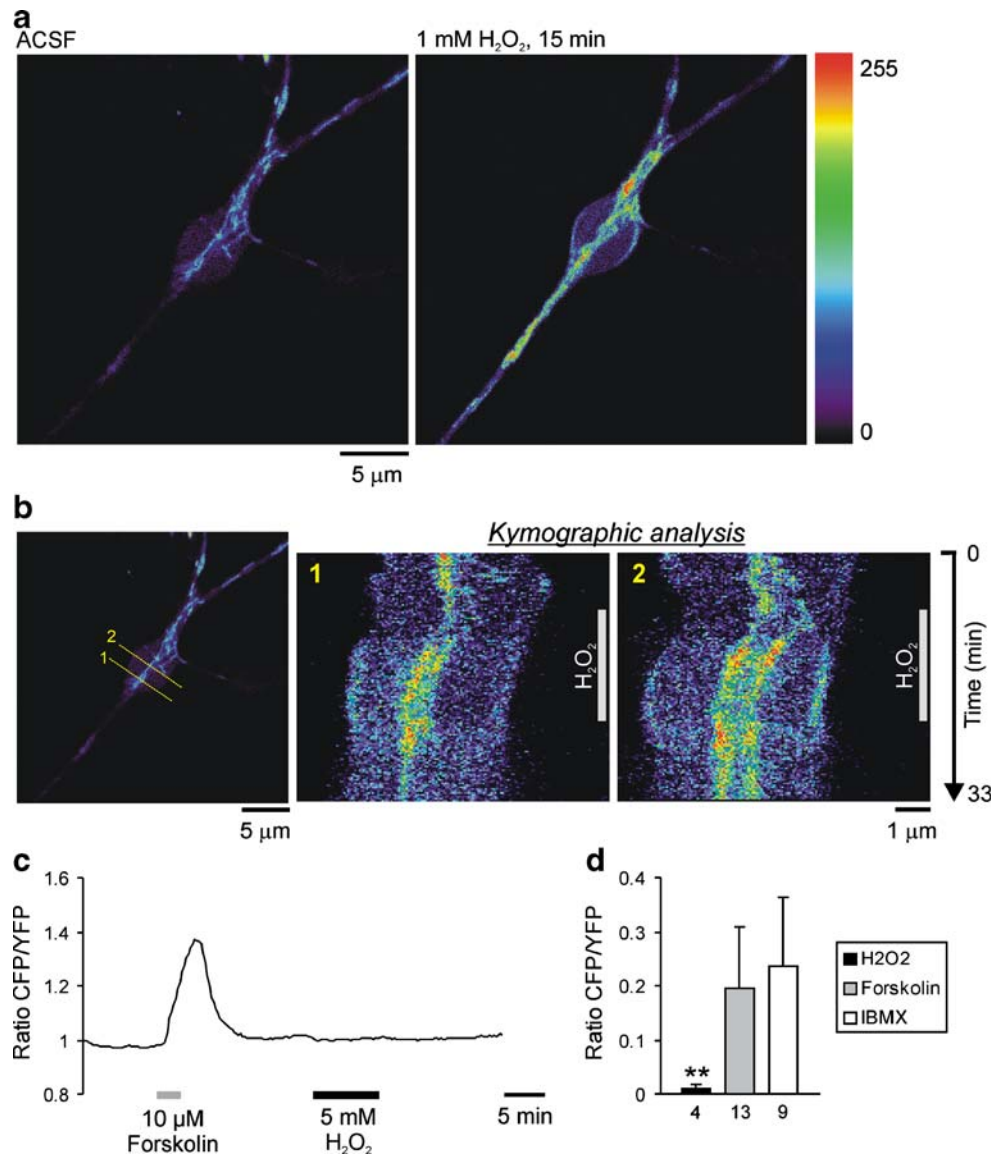 a
ACSF
1 mM H₂O₂, 15 min
255
0
5 µm
b
Kymographic analysis
1
2
1
2
H₂O₂
H₂O₂
0
Time (min)
33
5 µm
1 µm
c
Ratio CFP/YFP
1.6
1.4
1.2
1
0.8
10 µM
Forskolin
5 mM
H₂O₂
5 min
d
Ratio CFP/YFP
0.4
0.3
0.2
0.1
0
**
4
13
9
H2O2
Forskolin
IBMX